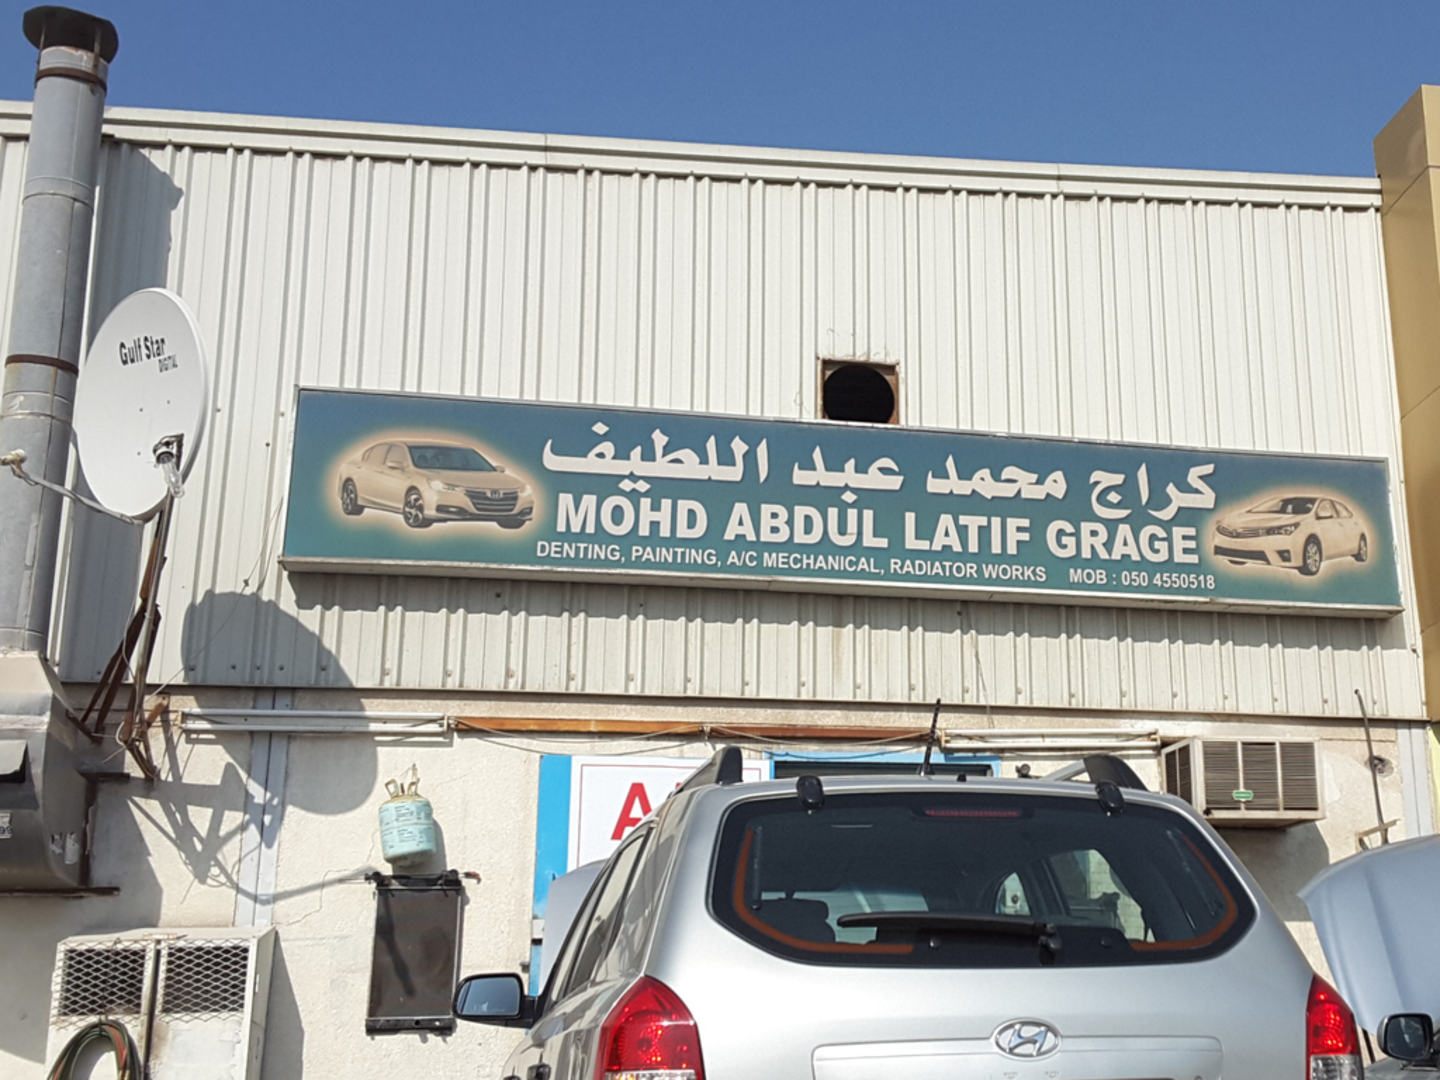 Gulf Star
DIGITAL
كراج محمد عبد اللطيف
MOHD ABDUL LATIF GRAGE
DENTING, PAINTING, A/C MECHANICAL, RADIATOR WORKS MOB : 050 4550518